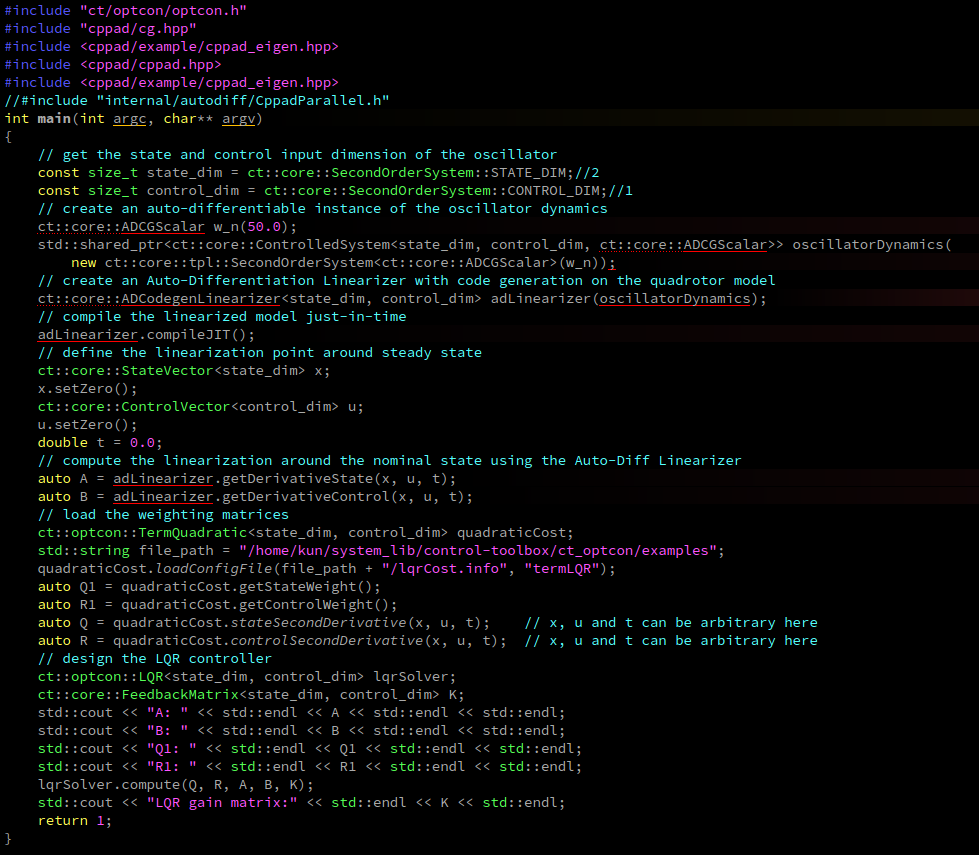 #include "ct/optcon/optcon.h"
#include "cppad/cg.hpp"
#include <cppad/example/cppad_eigen.hpp>
#include <cppad/cppad.hpp>
#include <cppad/example/cppad_eigen.hpp>
//#include "internal/autodiff/CppadParallel.h"
int main(int argc, char** argv)
{
    // get the state and control input dimension of the oscillator
    const size_t state_dim = ct::core::SecondOrderSystem::STATE_DIM;//2
    const size_t control_dim = ct::core::SecondOrderSystem::CONTROL_DIM;//1
    // create an auto-differentiable instance of the oscillator dynamics
    ct::core::ADCGScalar w_n(50.0);
    std::shared_ptr<ct::core::ControlledSystem<state_dim, control_dim, ct::core::ADCGScalar>> oscillatorDynamics(
        new ct::core::tpl::SecondOrderSystem<ct::core::ADCGScalar>(w_n));
    // create an Auto-Differentiation Linearizer with code generation on the quadrotor model
    ct::core::ADCodegenLinearizer<state_dim, control_dim> adLinearizer(oscillatorDynamics);
    // compile the linearized model just-in-time
    adLinearizer.compileJIT();
    // define the linearization point around steady state
    ct::core::StateVector<state_dim> x;
    x.setZero();
    ct::core::ControlVector<control_dim> u;
    u.setZero();
    double t = 0.0;
    // compute the linearization around the nominal state using the Auto-Diff Linearizer
    auto A = adLinearizer.getDerivativeState(x, u, t);
    auto B = adLinearizer.getDerivativeControl(x, u, t);
    // load the weighting matrices
    ct::optcon::TermQuadratic<state_dim, control_dim> quadraticCost;
    std::string file_path = "/home/kun/system_lib/control-toolbox/ct_optcon/examples";
    quadraticCost.loadConfigFile(file_path + "/lqrCost.info", "termLQR");
    auto Q1 = quadraticCost.getStateWeight();
    auto R1 = quadraticCost.getControlWeight();
    auto Q = quadraticCost.stateSecondDerivative(x, u, t);    // x, u and t can be arbitrary here
    auto R = quadraticCost.controlSecondDerivative(x, u, t);  // x, u and t can be arbitrary here
    // design the LQR controller
    ct::optcon::LQR<state_dim, control_dim> lqrSolver;
    ct::core::FeedbackMatrix<state_dim, control_dim> K;
    std::cout << "A: " << std::endl << A << std::endl << std::endl;
    std::cout << "B: " << std::endl << B << std::endl << std::endl;
    std::cout << "Q1: " << std::endl << Q1 << std::endl << std::endl;
    std::cout << "R1: " << std::endl << R1 << std::endl << std::endl;
    lqrSolver.compute(Q, R, A, B, K);
    std::cout << "LQR gain matrix:" << std::endl << K << std::endl;
    return 1;
}